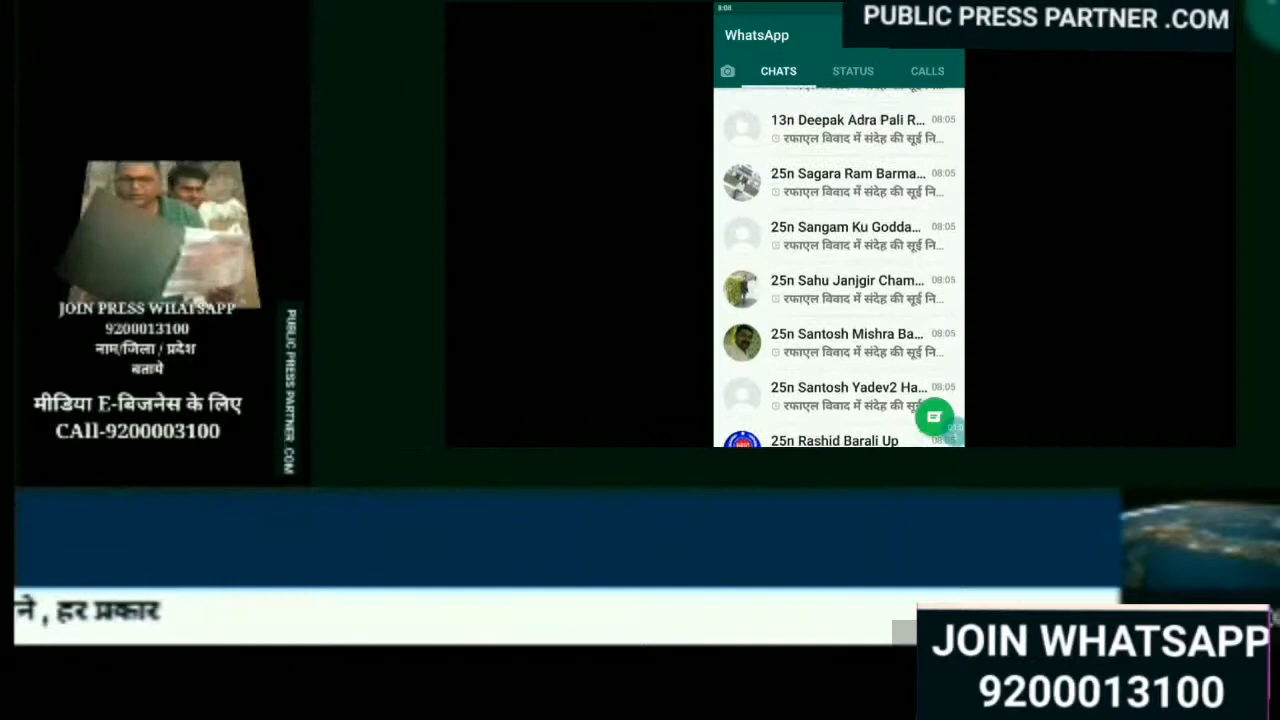 PUBLIC PRESS PARTNER .COM
8:08
WhatsApp
CHATS
STATUS
CALLS
13n Deepak Adra Pali R... 08:05
रफाएल विवाद में संदेह की सूई नि...
25n Sagara Ram Barma... 08:05
रफाएल विवाद में संदेह की सूई नि...
25n Sangam Ku Godda... 08:05
रफाएल विवाद में संदेह की सूई नि...
25n Sahu Janjgir Cham... 08:05
रफाएल विवाद में संदेह की सूई नि...
25n Santosh Mishra Ba... 08:05
रफाएल विवाद में संदेह की सूई नि...
25n Santosh Yadev2 Ha... 08:05
रफाएल विवाद में संदेह की सूई
25n Rashid Barali Up 08:05
JOIN PRESS WHATSAPP
9200013100
नाम/जिला / प्रदेश
बताये
मीडिया E-बिजनेस के लिए
CAll-9200003100
PUBLIC PRESS PARTNER .COM
ने , हर प्रकार
JOIN WHATSAPP
9200013100